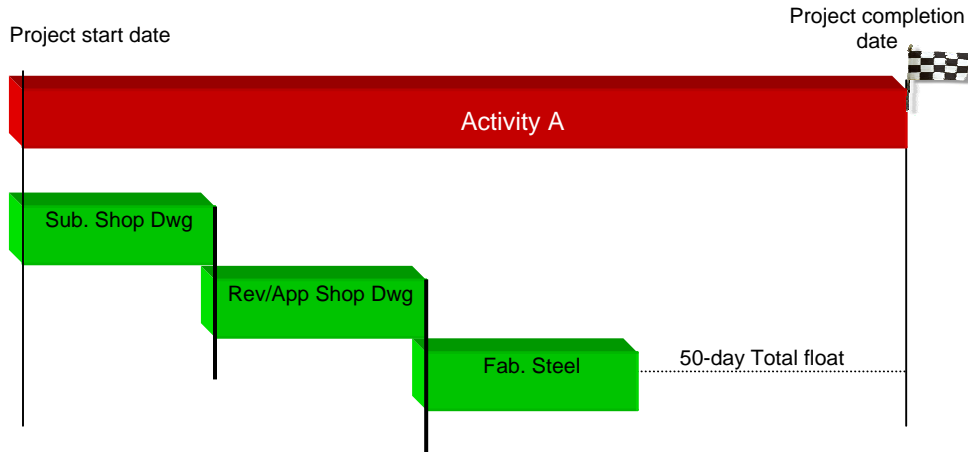 Project start date
Project completion
date
Activity A
Sub. Shop Dwg
Rev/App Shop Dwg
Fab. Steel
50-day Total float